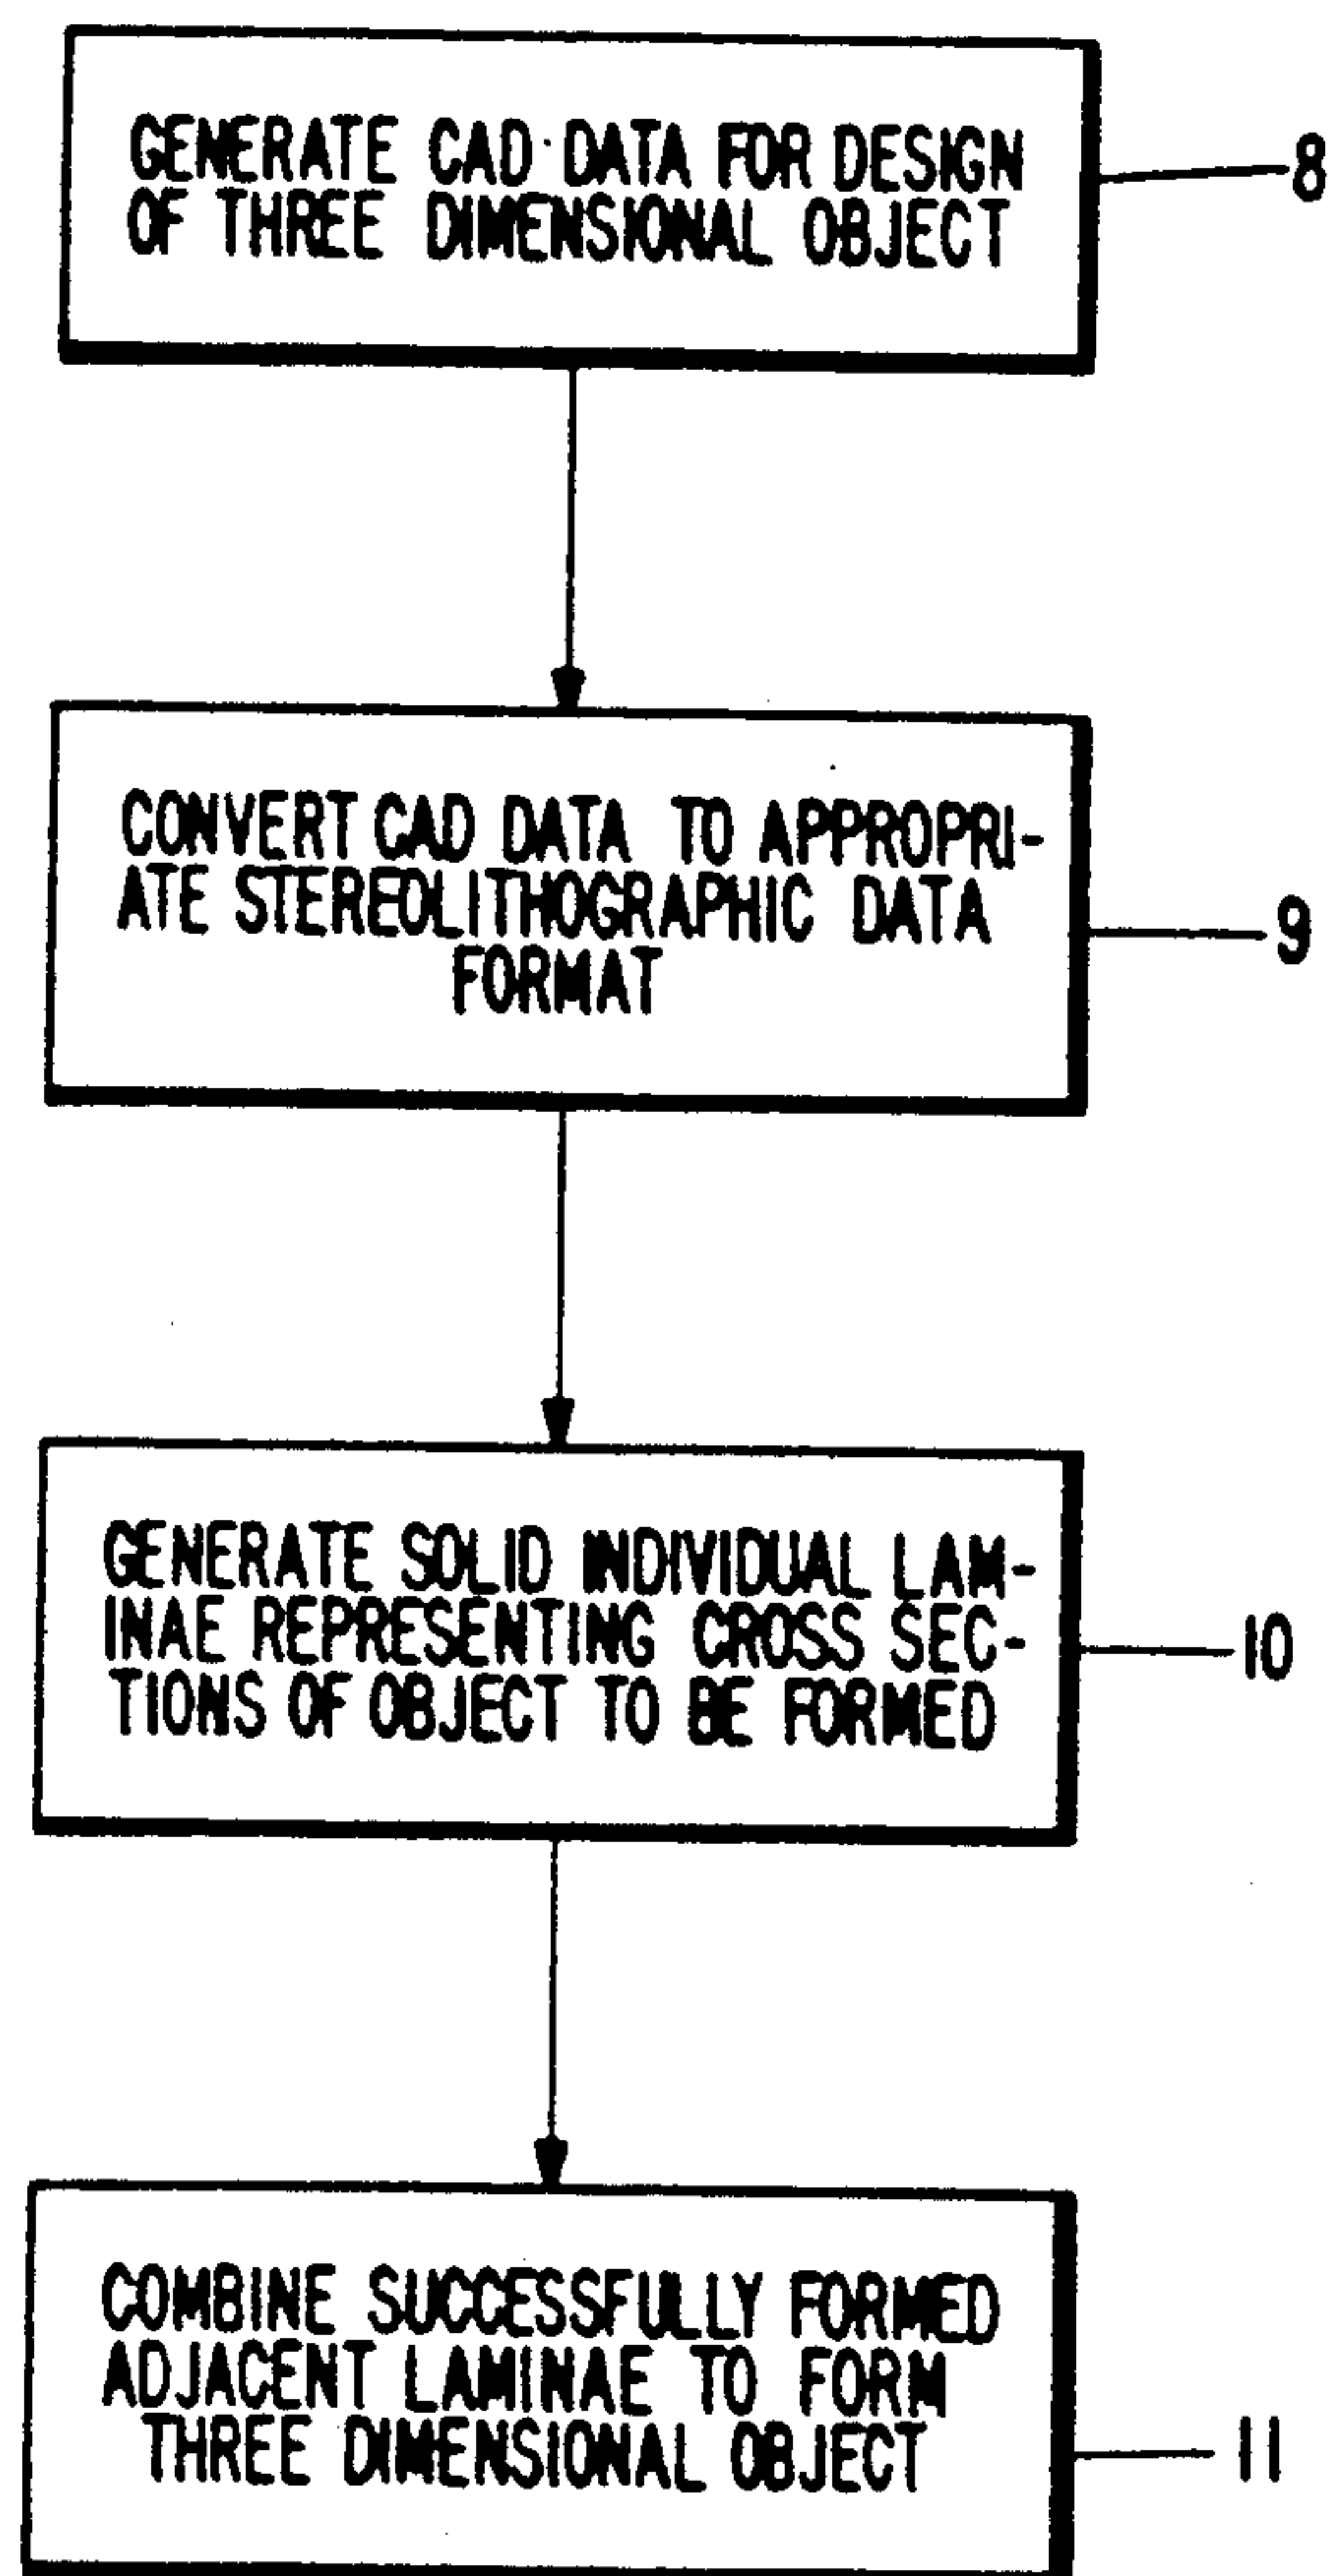 GENERATE CAD DATA FOR DESIGN
OF THREE DIMENSIONAL OBJECT
8
CONVERT CAD DATA TO APPROPRI-
ATE STEREOLITHOGRAPHIC DATA
FORMAT
9
GENERATE SOLID INDIVIDUAL LAM-
INAE REPRESENTING CROSS SEC-
TIONS OF OBJECT TO BE FORMED
10
COMBINE SUCCESSFULLY FORMED
ADJACENT LAMINAE TO FORM
THREE DIMENSIONAL OBJECT
11